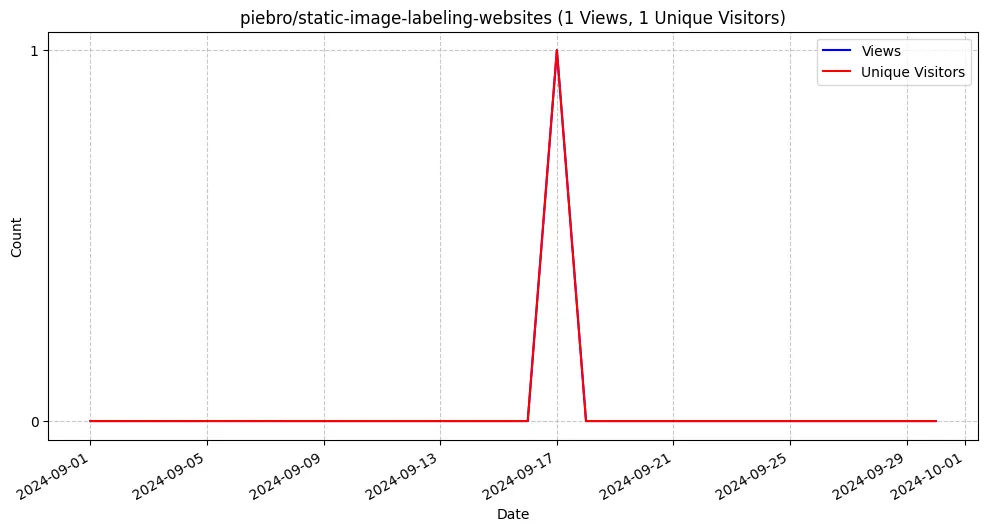 piebro/static-image-labeling-websites (1 Views, 1 Unique Visitors)
Views
Unique Visitors
1
Count
0
2024-09-01
2024-09-05
2024-09-09
2024-09-13
2024-09-17
2024-09-21
2024-09-25
2024-09-29
2024-10-01
Date